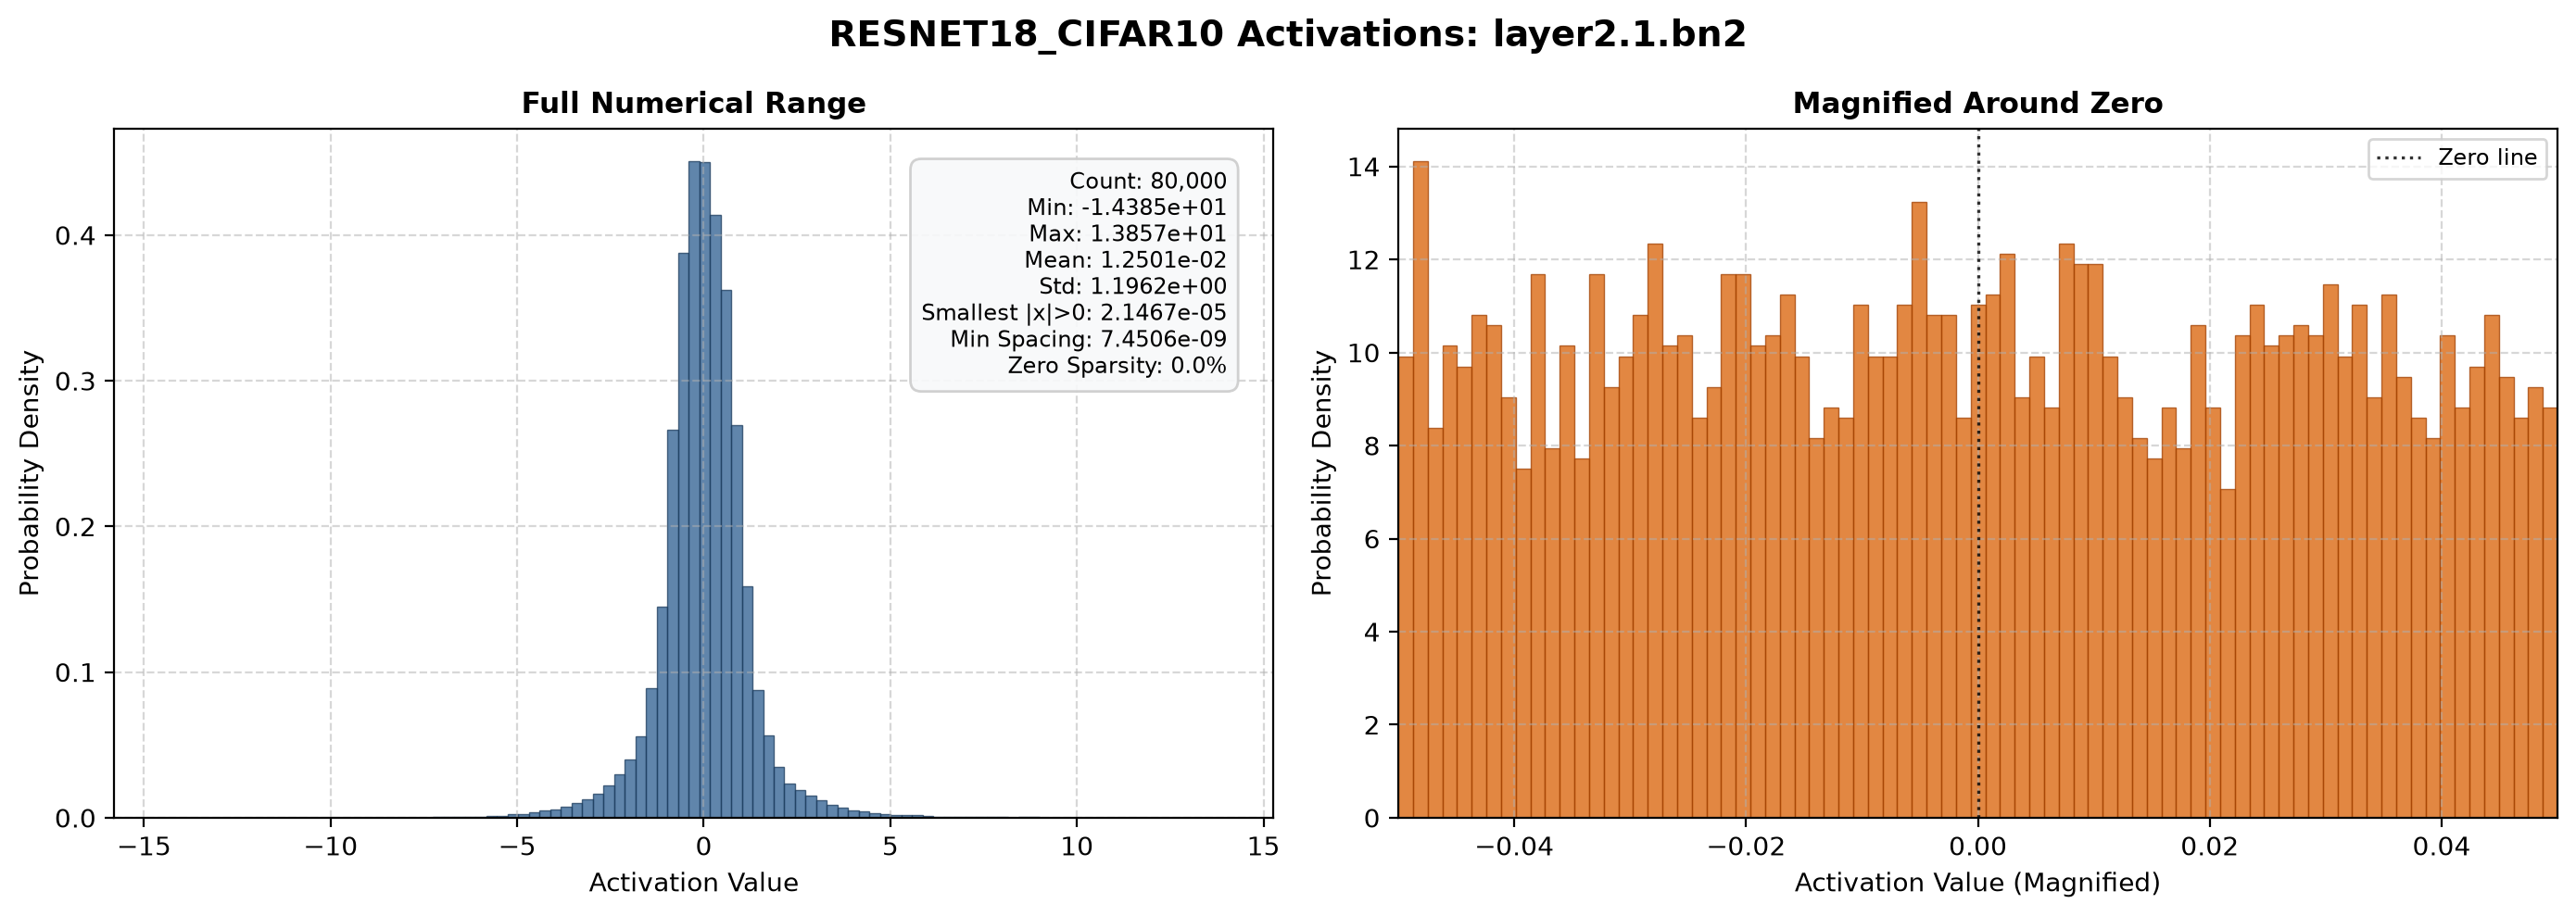 RESNET18_CIFAR10 Activations: layer2.1.bn2
Full Numerical Range
Probability Density
0.4
0.3
0.2
0.1
0.0
Count: 80,000
Min: -1.4385e+01
Max: 1.3857e+01
Mean: 1.2501e-02
Std: 1.1962e+00
Smallest |x|>0: 2.1467e-05
Min Spacing: 7.4506e-09
Zero Sparsity: 0.0%
−15 −10 −5 0 5 10 15
Activation Value
Magnified Around Zero
Probability Density
14
12
10
8
6
4
2
0
Zero line
−0.04 −0.02 0.00 0.02 0.04
Activation Value (Magnified)